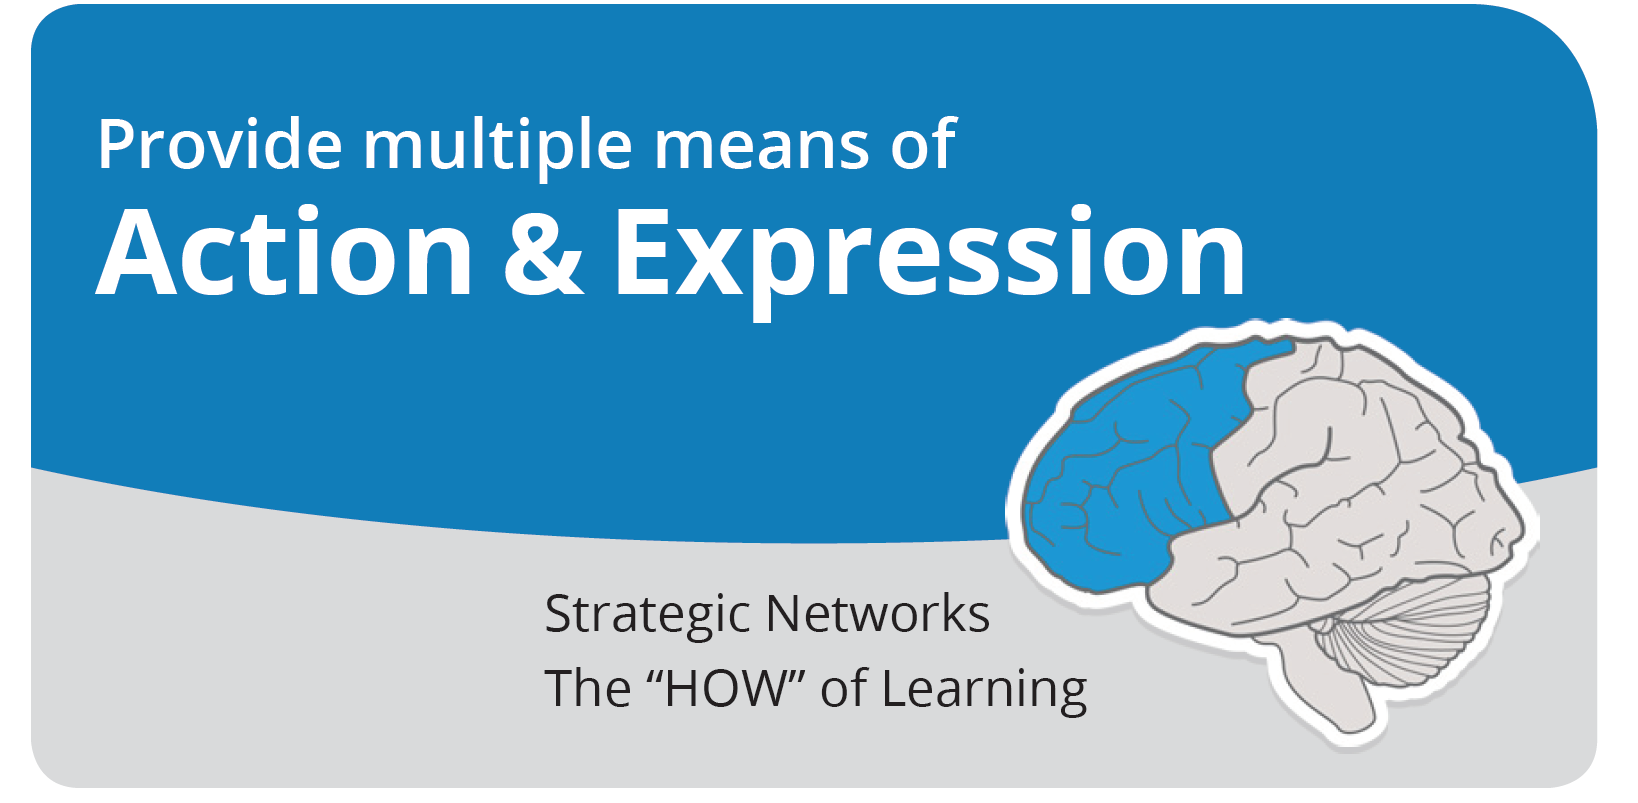 Provide multiple means of
Action & Expression
Strategic Networks
The “HOW” of Learning